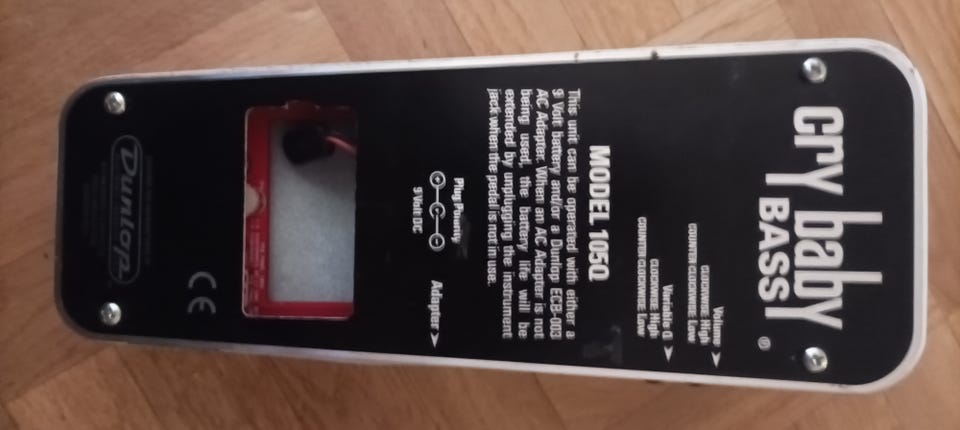 cry baby
BASS ®
Volume
CLOCKWISE: High
COUNTER CLOCKWISE: Low
Variable Q
CLOCKWISE: High
COUNTER CLOCKWISE: Low
MODEL 105Q
This unit can be operated with either a
9 Volt battery and/or a Dunlop ECB-003
AC Adapter. When an AC Adapter is not
being used, the battery life will be
extended by unplugging the instrument
jack when the pedal is not in use.
Plug Polarity
9 Volt DC
Adapter
CE
Dunlop